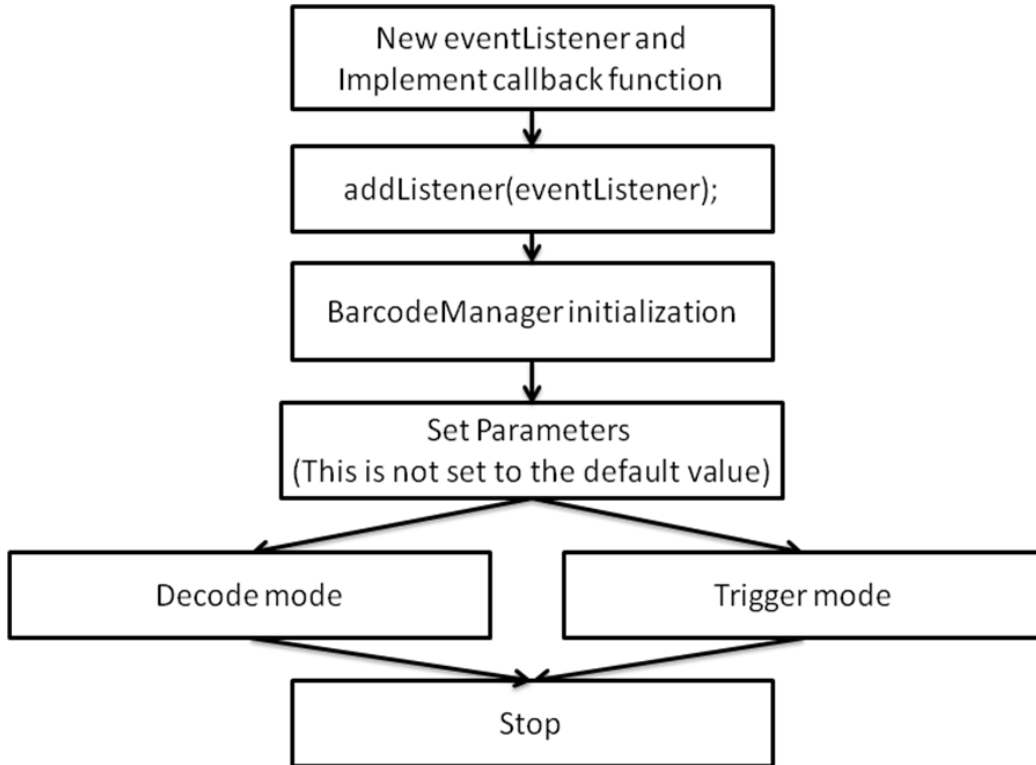 New eventListener and
Implement callback function
addListener(eventListener);
BarcodeManager initialization
Set Parameters
(This is not set to the default value)
Decode mode
Trigger mode
Stop